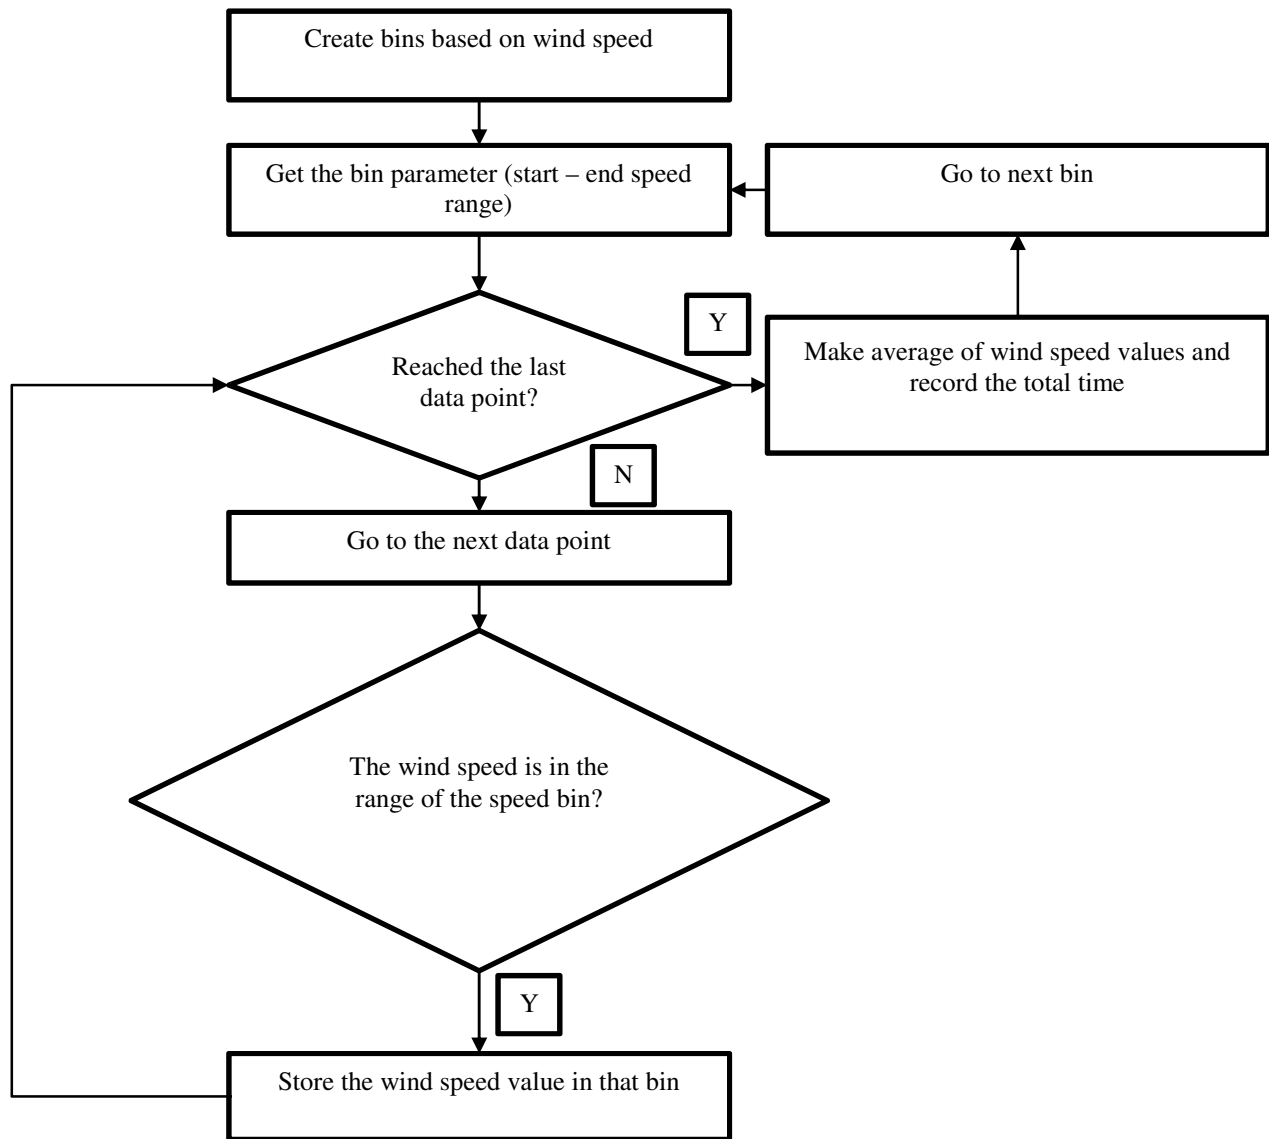 Create bins based on wind speed
Get the bin parameter (start – end speed
range)
Go to next bin
Y
Reached the last
data point?
Make average of wind speed values and
record the total time
N
Go to the next data point
The wind speed is in the
range of the speed bin?
Y
Store the wind speed value in that bin